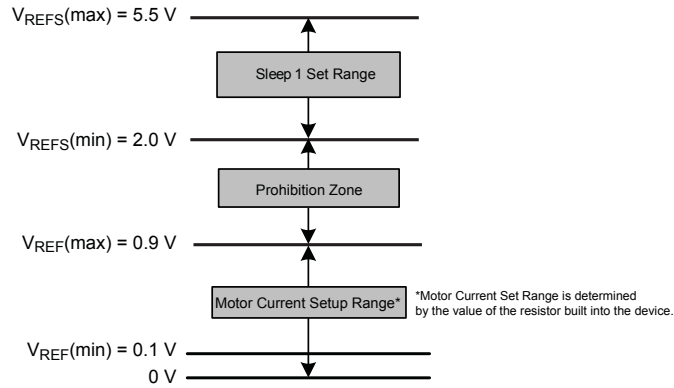 VREFS(max) = 5.5 V
Sleep 1 Set Range
VREFS(min) = 2.0 V
Prohibition Zone
VREF(max) = 0.9 V
Motor Current Setup Range*
*Motor Current Set Range is determined
by the value of the resistor built into the device.
VREF(min) = 0.1 V
0 V